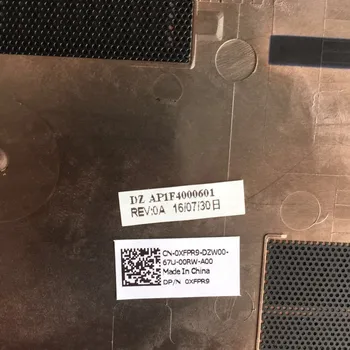 DZ AP1F4000601
REV:0A 16/07/30日
CN-0XFPR9-DZW00-
67U-00RW-A00
Made In China
DP/N 0XFPR9